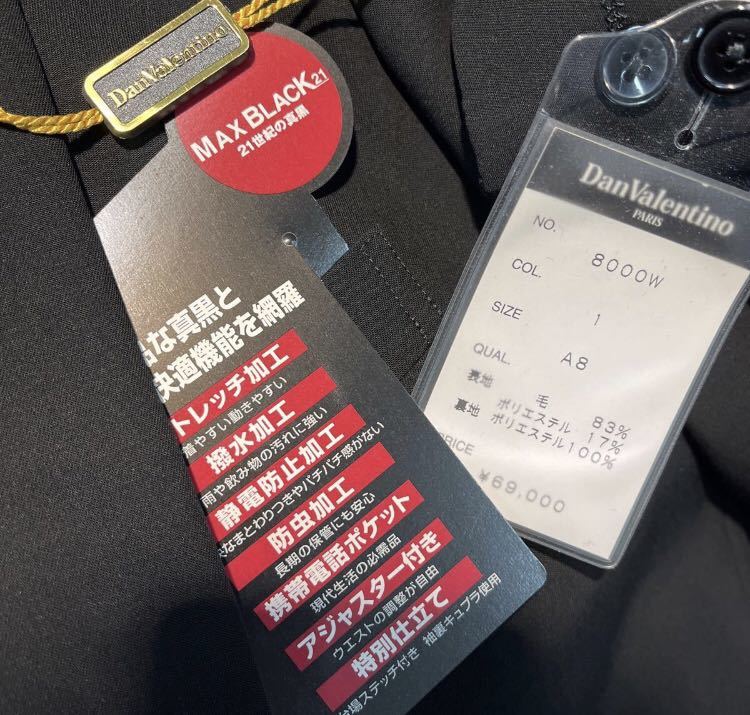 DanValentino
MAX BLACK21
21世紀の真黒
な真黒と
快適機能を網羅
トレッチ加工
着やすい動きやすい
撥水加工
雨や飲み物の汚れに強い
静電防止加工
なまとわりつきやパチパチ感がない
防虫加工
長期の保管にも安心
携帯電話ポケット
現代生活の必需品
アジャスター付き
ウエストの調整が自由
特別仕立て
台場ステッチ付き 袖裏キュプラ使用
DanValentino
PARIS
NO. 8000W
COL. 1
SIZE A8
QUAL.
表地 毛 83%
ポリエステル 17%
裏地 ポリエステル100%
PRICE
¥69,000